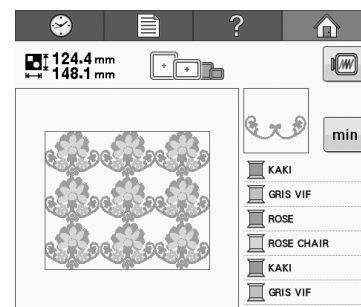 ?
124.4 mm
148.1 mm
min
KAKI
GRIS VIF
ROSE
ROSE CHAIR
KAKI
GRIS VIF